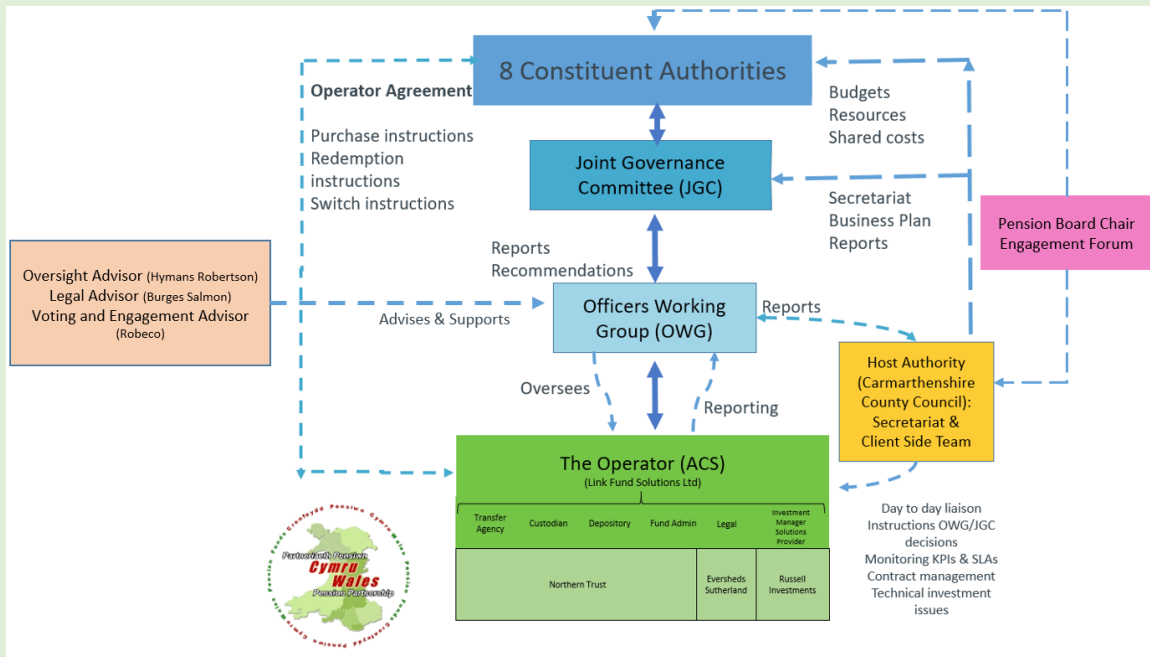 8 Constituent Authorities
Operator Agreement
Purchase instructions
Redemption
instructions
Switch instructions
Budgets
Resources
Shared costs
Joint Governance
Committee (JGC)
Secretariat
Business Plan
Reports
Pension Board Chair
Engagement Forum
Reports
Recommendations
Oversight Advisor (Hymans Robertson)
Legal Advisor (Burges Salmon)
Voting and Engagement Advisor
(Robeco)
Advises & Supports
Officers Working
Group (OWG)
Reports
Host Authority
(Carmarthenshire
County Council):
Secretariat &
Client Side Team
Oversees
Reporting
The Operator (ACS)
(Link Fund Solutions Ltd)
Transfer
Agency
Custodian
Depository
Fund Admin
Legal
Investment
Manager
Solutions
Provider
Northern Trust
Eversheds
Sutherland
Russell
Investments
Day to day liaison
Instructions OWG/JGC
decisions
Monitoring KPIs & SLAs
Contract management
Technical investment
issues
Partneriaeth Pensiwn
Cymru
Wales
Pension Partnership